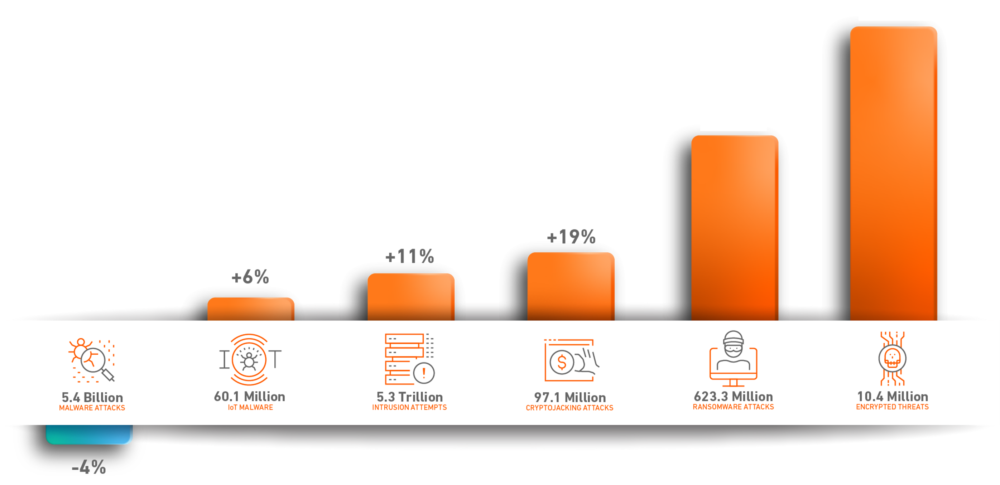 +19%
+11%
+6%
I T
!
$
5.4 Billion
MALWARE ATTACKS
60.1 Million
IoT MALWARE
5.3 Trillion
INTRUSION ATTEMPTS
97.1 Million
CRYPTOJACKING ATTACKS
623.3 Million
RANSOMWARE ATTACKS
10.4 Million
ENCRYPTED THREATS
-4%